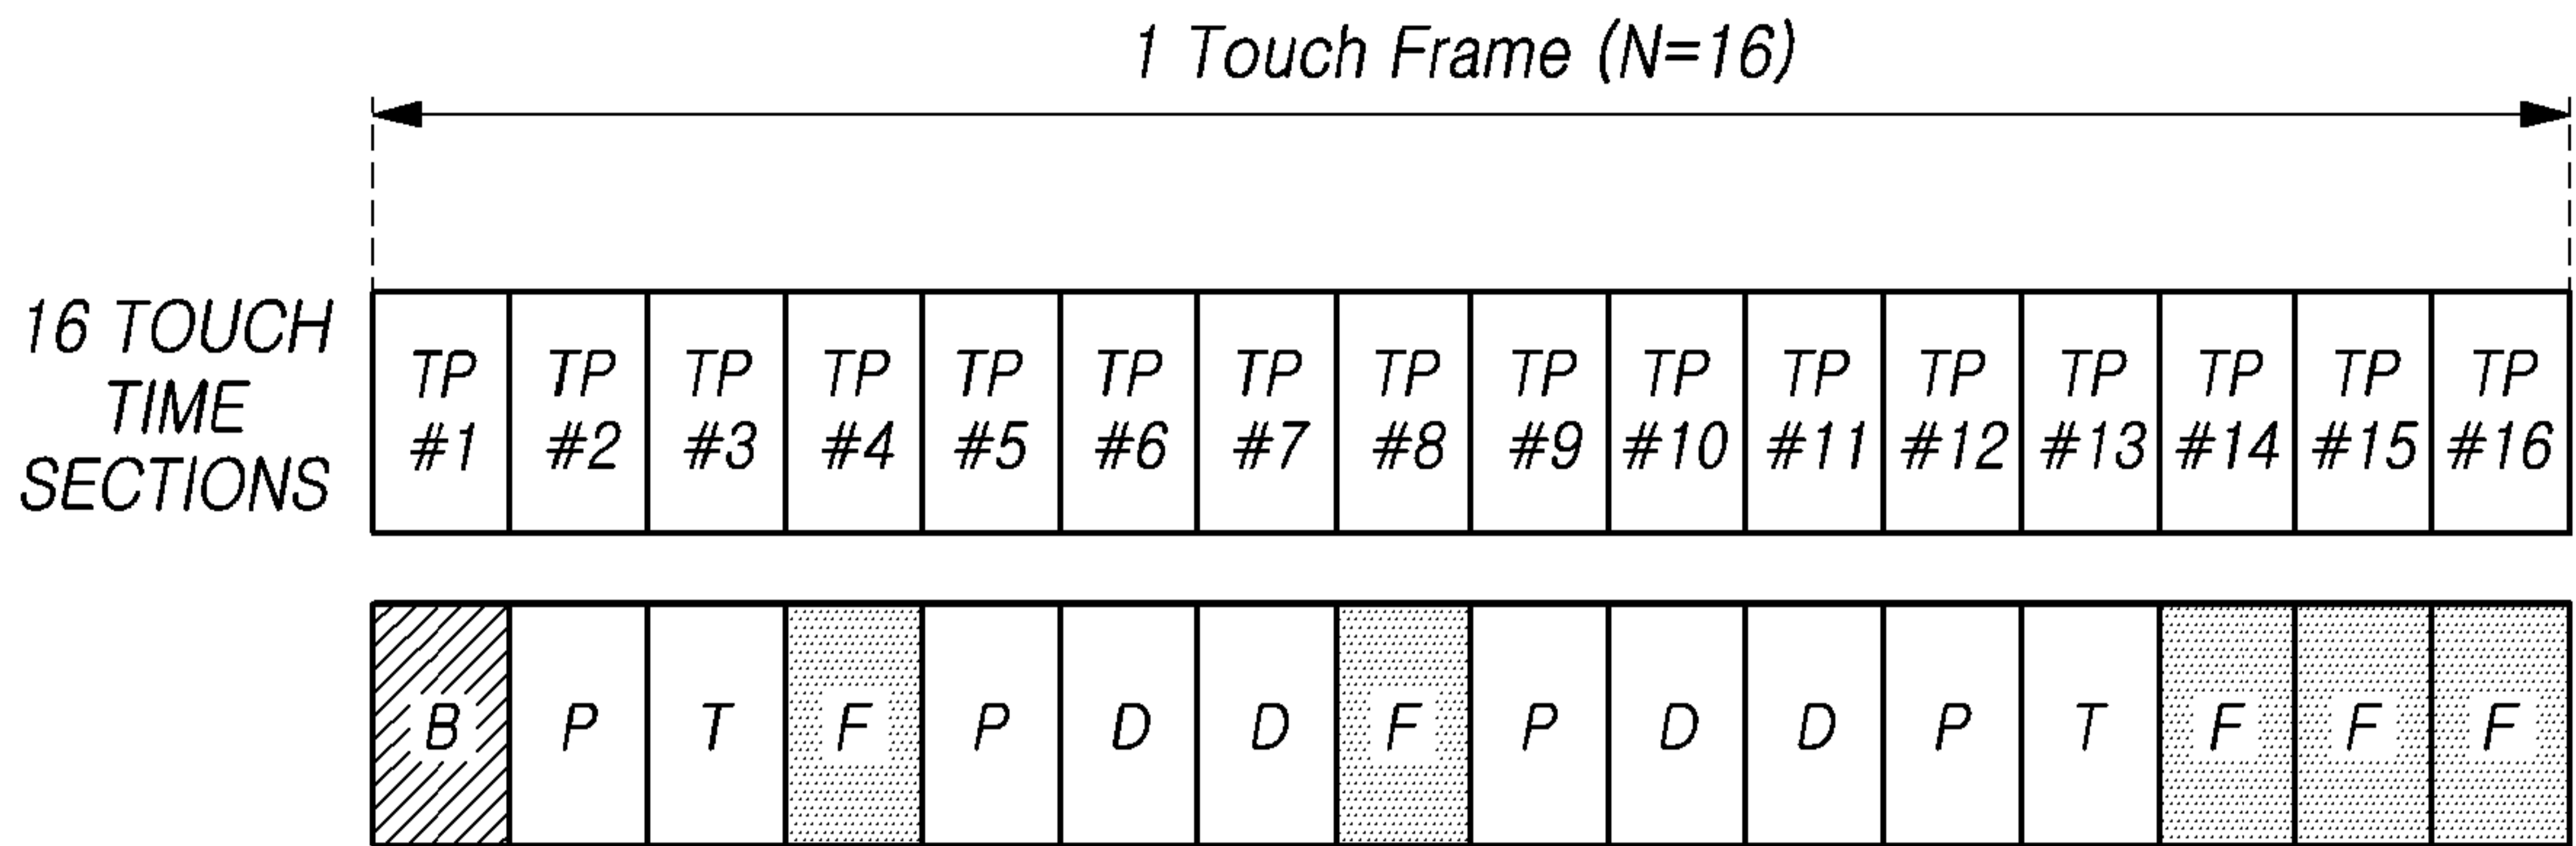 1 Touch Frame (N=16)
16 TOUCH
TIME
SECTIONS
TP TP TP TP TP TP TP TP TP TP TP TP TP TP TP TP
#1 #2 #3 #4 #5 #6 #7 #8 #9 #10 #11 #12 #13 #14 #15 #16
B P T F P D D F P D D P T F F F